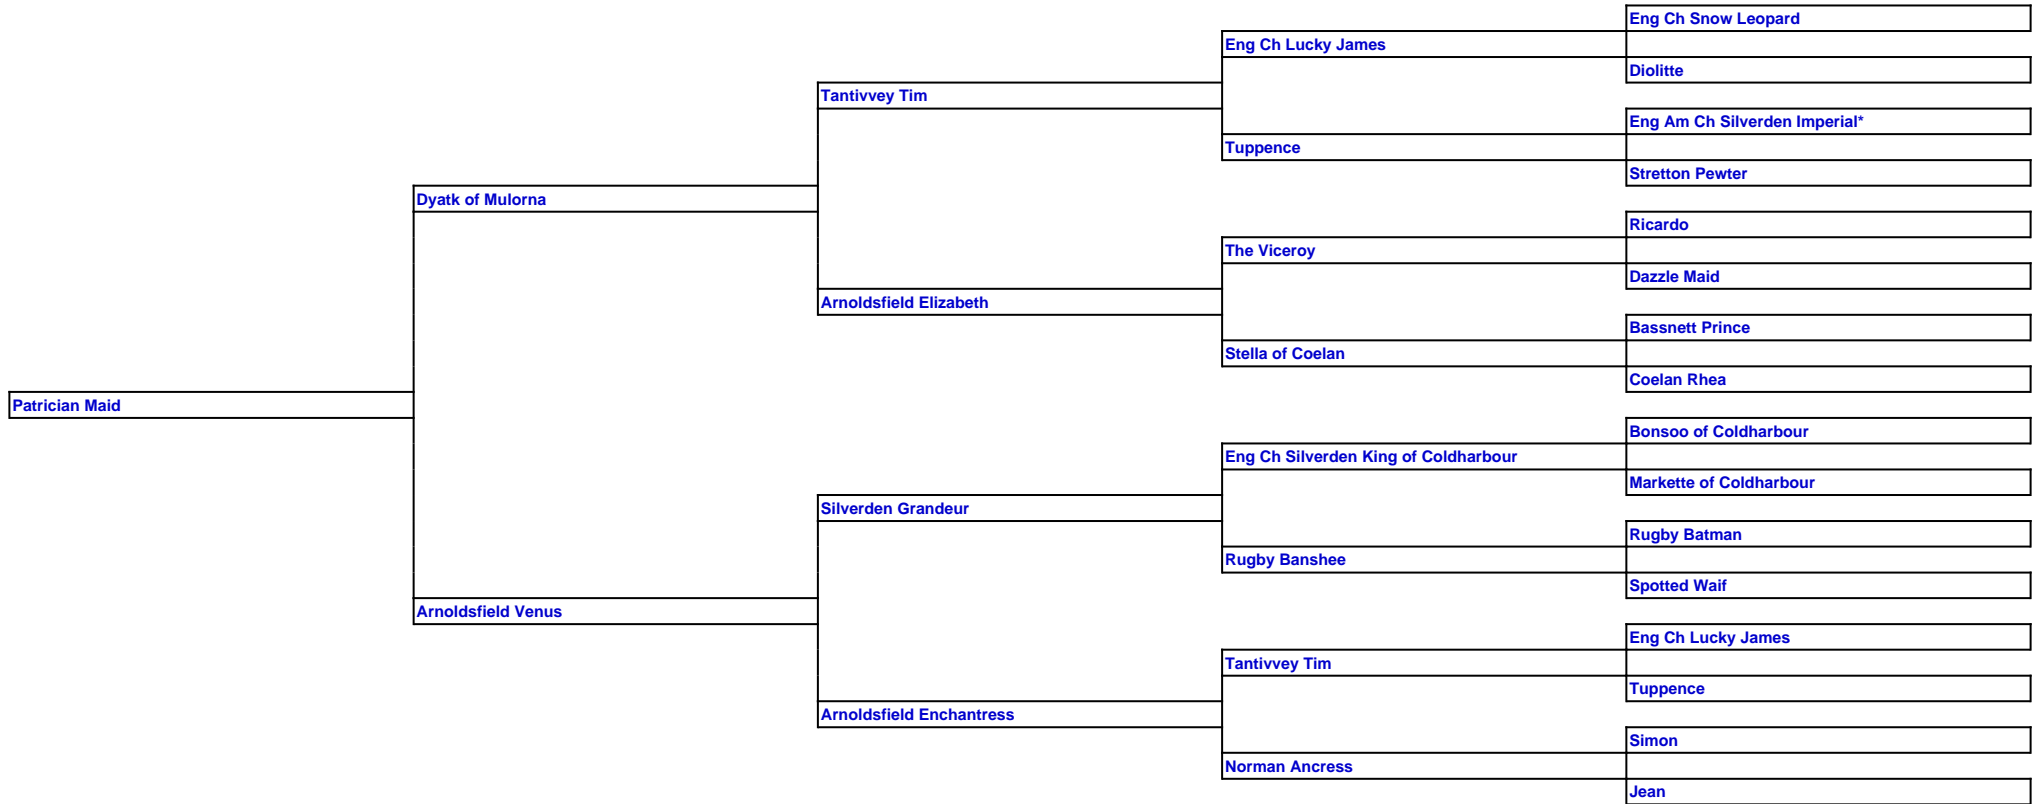 Eng Ch Snow Leopard
Eng Ch Lucky James
Diolitte
Tantivvey Tim
Eng Am Ch Silverden Imperial*
Tuppence
Stretton Pewter
Dyatk of Mulorna
Ricardo
The Viceroy
Dazzle Maid
Arnoldsfield Elizabeth
Bassnett Prince
Stella of Coelan
Coelan Rhea
Patrician Maid
Bonsoo of Coldharbour
Eng Ch Silverden King of Coldharbour
Markette of Coldharbour
Silverden Grandeur
Rugby Batman
Rugby Banshee
Spotted Waif
Arnoldsfield Venus
Eng Ch Lucky James
Tantivvey Tim
Tuppence
Arnoldsfield Enchantress
Simon
Norman Ancress
Jean